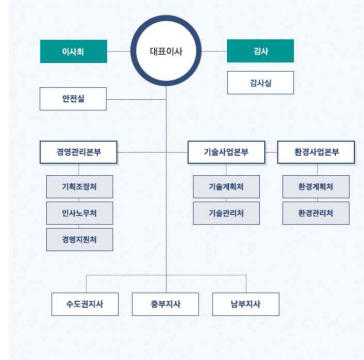 이사회
대표이사
감사
감사실
안전실
경영관리본부
기술사업본부
환경사업본부
기획조정처
기술계획처
환경계획처
인사노무처
기술관리처
환경관리처
경영지원처
수도권지사
중부지사
남부지사